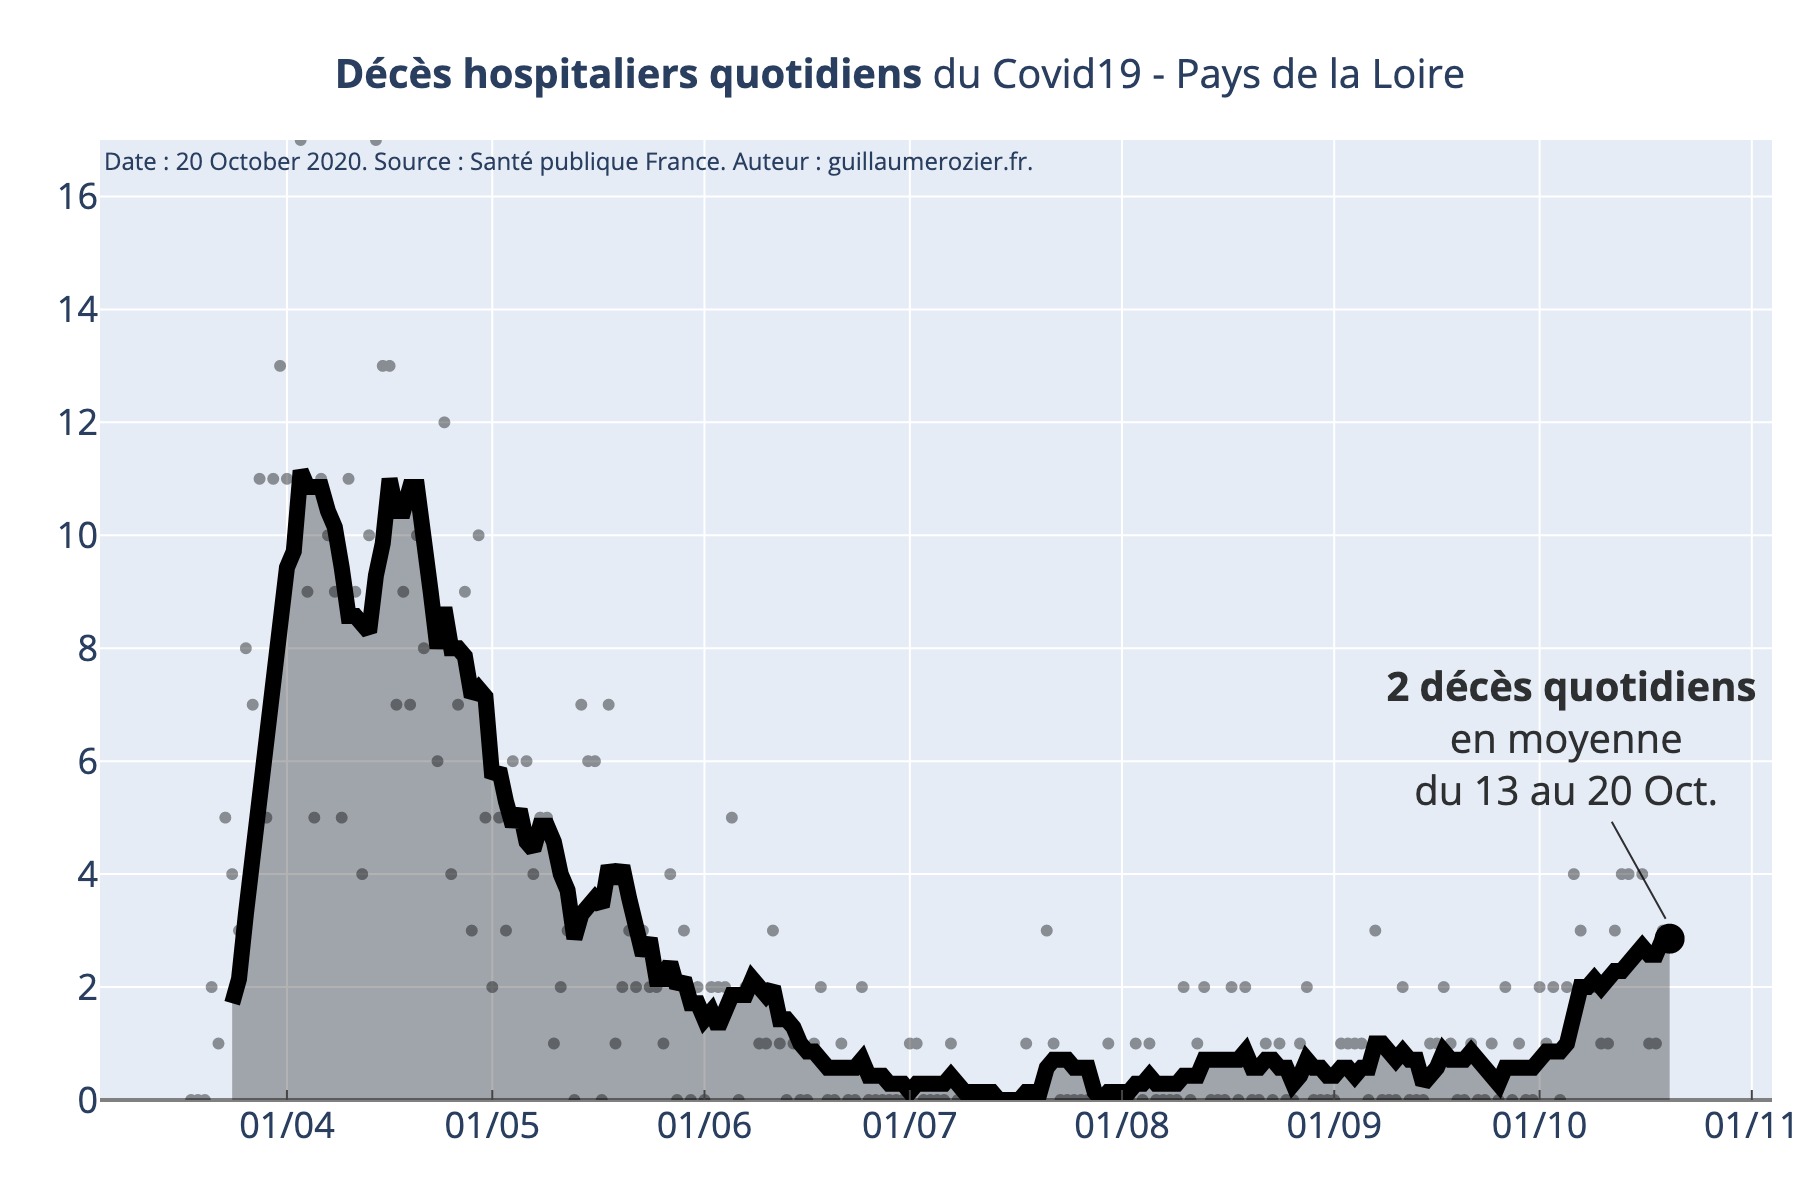 Décès hospitaliers quotidiens du Covid19 - Pays de la Loire
Date : 20 October 2020. Source : Santé publique France. Auteur : guillaumerozier.fr.
16
14
12
10
8
6
4
2
0
2 décès quotidiens
en moyenne
du 13 au 20 Oct.
01/04 01/05 01/06 01/07 01/08 01/09 01/10 01/11